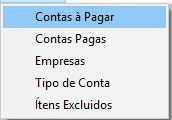 Contas à Pagar
Contas Pagas
Empresas
Tipo de Conta
Ítens Excluidos